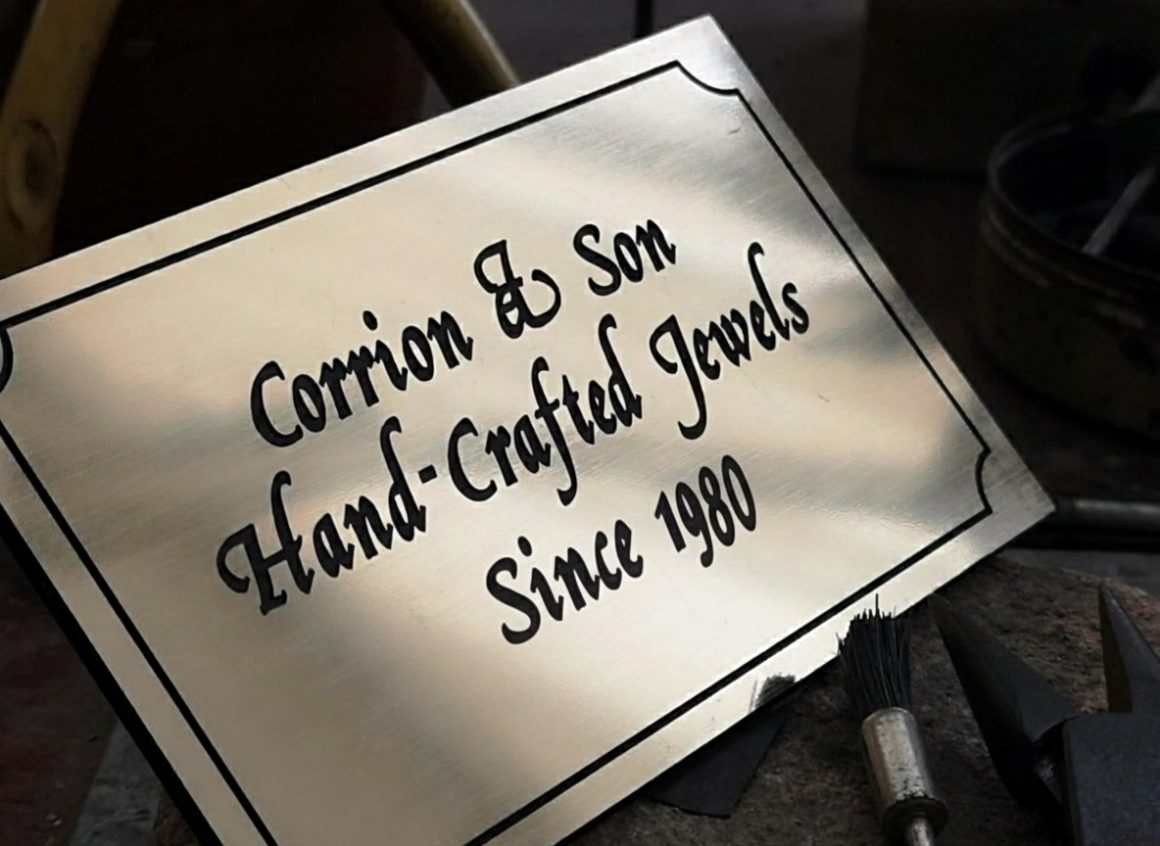 Corrion & Son
Hand-Crafted Jewels
Since 1980